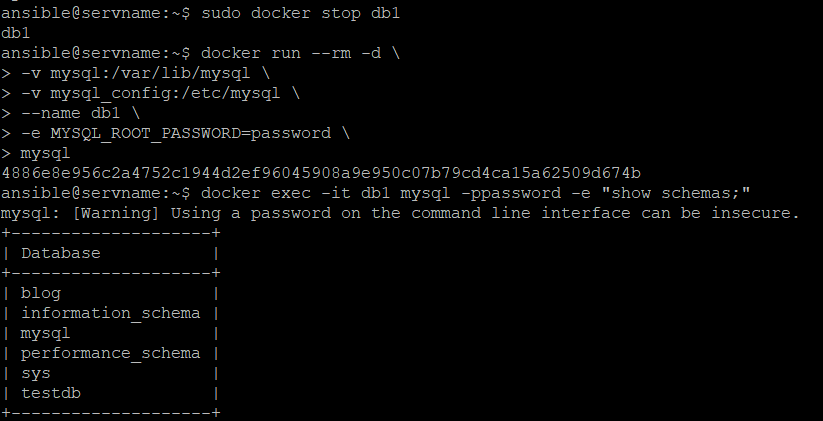 ansible@servname:~$ sudo docker stop db1
db1
ansible@servname:~$ docker run --rm -d \
> -v mysql:/var/lib/mysql \
> -v mysql_config:/etc/mysql \
> --name db1 \
> -e MYSQL_ROOT_PASSWORD=password \
> mysql
4886e8e956c2a4752c1944d2ef96045908a9e950c07b79cd4ca15a62509d674b
ansible@servname:~$ docker exec -it db1 mysql -ppassword -e "show schemas;"
mysql: [Warning] Using a password on the command line interface can be insecure.
+--------------------+
| Database           |
+--------------------+
| blog               |
| information_schema |
| mysql              |
| performance_schema |
| sys                |
| testdb             |
+--------------------+